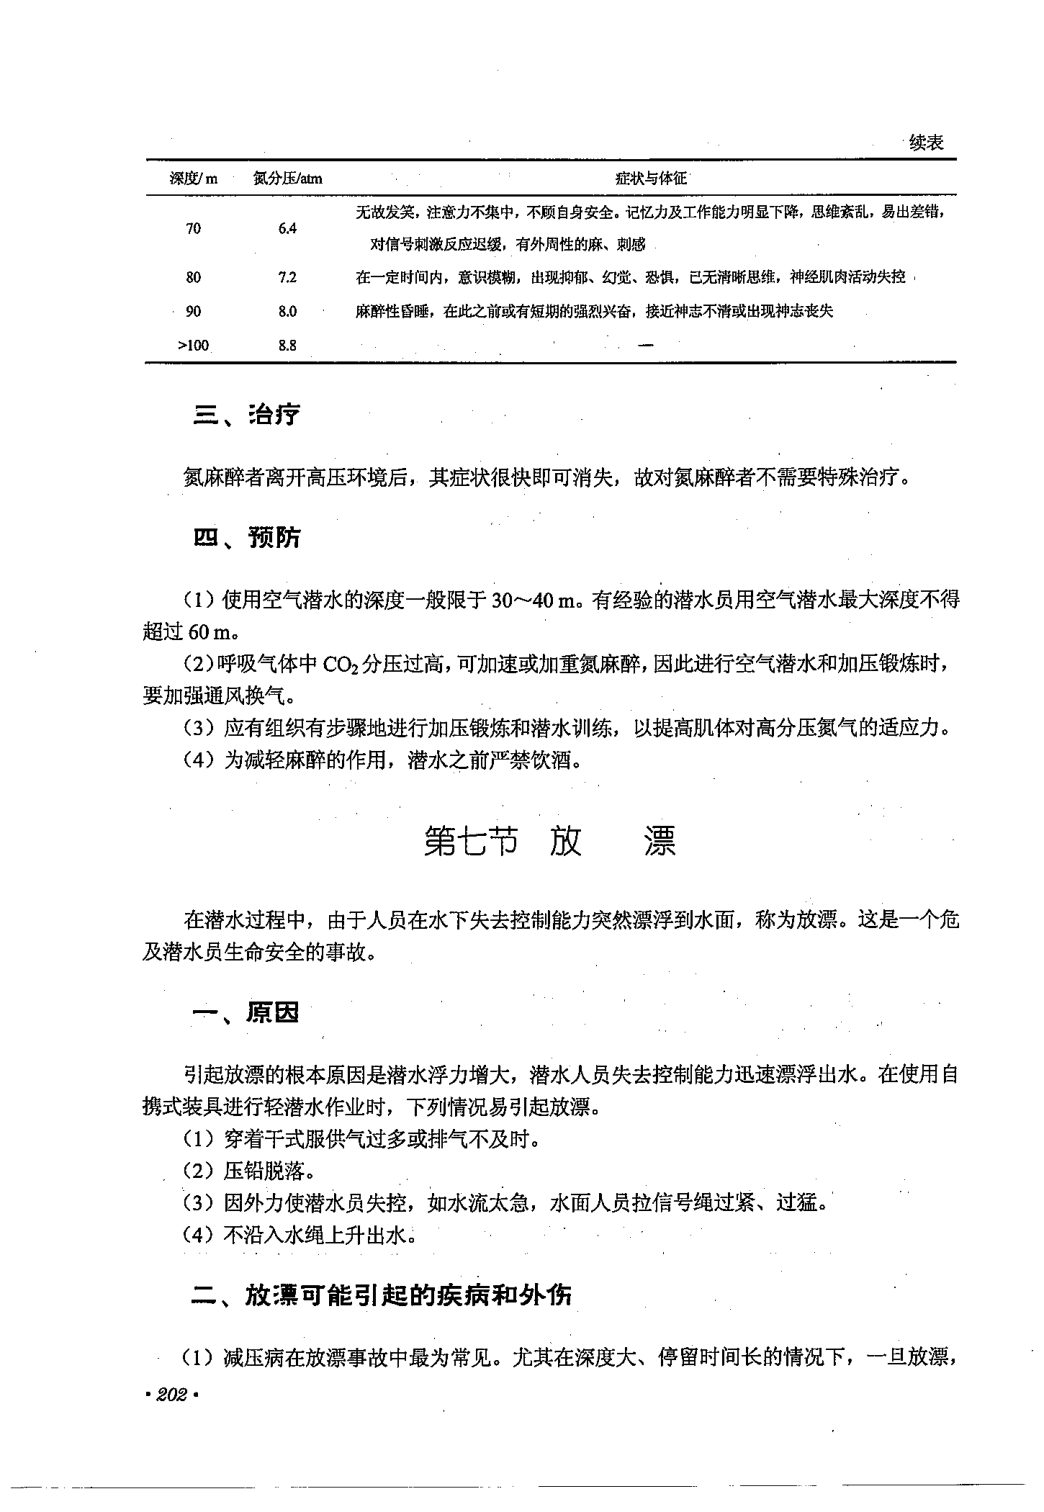 续表
深度/m 氮分压/atm 症状与体征
70 6.4 无故发笑，注意力不集中，不顾自身安全。记忆力及工作能力明显下降，思维紊乱，易出差错，
对信号刺激反应迟缓，有外周性的麻、刺感
80 7.2 在一定时间内，意识模糊，出现抑郁、幻觉、恐惧，已无清晰思维，神经肌肉活动失控
90 8.0 麻醉性昏睡，在此之前或有短期的强烈兴奋，接近神志不清或出现神志丧失
>100 8.8 —
三、治疗
氮麻醉者离开高压环境后，其症状很快即可消失，故对氮麻醉者不需要特殊治疗。
四、预防
（1）使用空气潜水的深度一般限于 30～40 m。有经验的潜水员用空气潜水最大深度不得
超过 60 m。
（2）呼吸气体中 CO₂ 分压过高，可加速或加重氮麻醉，因此进行空气潜水和加压锻炼时，
要加强通风换气。
（3）应有组织有步骤地进行加压锻炼和潜水训练，以提高肌体对高分压氮气的适应力。
（4）为减轻麻醉的作用，潜水之前严禁饮酒。
第七节 放 漂
在潜水过程中，由于人员在水下失去控制能力突然漂浮到水面，称为放漂。这是一个危
及潜水员生命安全的事故。
一、原因
引起放漂的根本原因是潜水浮力增大，潜水人员失去控制能力迅速漂浮出水。在使用自
携式装具进行轻潜水作业时，下列情况易引起放漂。
（1）穿着干式服供气过多或排气不及时。
（2）压铅脱落。
（3）因外力使潜水员失控，如水流太急，水面人员拉信号绳过紧、过猛。
（4）不沿入水绳上升出水。
二、放漂可能引起的疾病和外伤
（1）减压病在放漂事故中最为常见。尤其在深度大、停留时间长的情况下，一旦放漂，
·202·